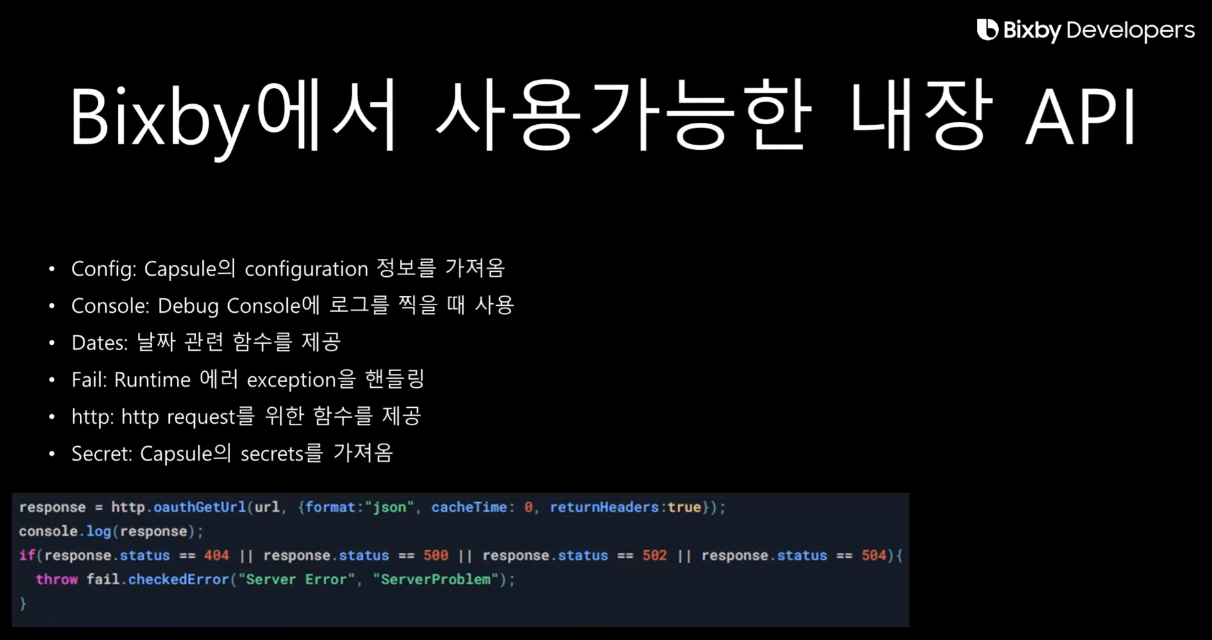 Bixby Developers
Bixby에서 사용가능한 내장 API
• Config: Capsule의 configuration 정보를 가져옴
• Console: Debug Console에 로그를 찍을 때 사용
• Dates: 날짜 관련 함수를 제공
• Fail: Runtime 에러 exception을 핸들링
• http: http request를 위한 함수를 제공
• Secret: Capsule의 secrets를 가져옴
response = http.oauthGetUrl(url, {format:"json", cacheTime: 0, returnHeaders:true});
console.log(response);
if(response.status == 404 || response.status == 500 || response.status == 502 || response.status == 504){
  throw fail.checkedError("Server Error", "ServerProblem");
}